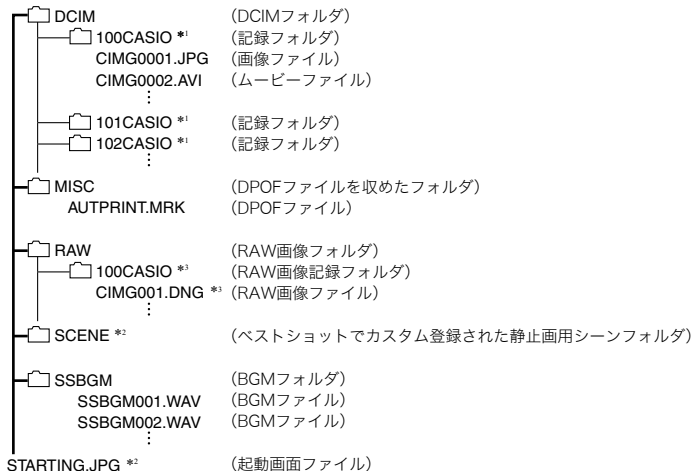 DCIM （DCIMフォルダ）
100CASIO *1 （記録フォルダ）
CIMG0001.JPG （画像ファイル）
CIMG0002.AVI （ムービーファイル）
⋮
101CASIO *1 （記録フォルダ）
102CASIO *1 （記録フォルダ）
⋮
MISC （DPOFファイルを収めたフォルダ）
AUTPRINT.MRK （DPOFファイル）
RAW （RAW画像フォルダ）
100CASIO *3 （RAW画像記録フォルダ）
CIMG001.DNG *3 （RAW画像ファイル）
⋮
SCENE *2 （ベストショットでカスタム登録された静止画用シーンフォルダ）
SSBGM （BGMフォルダ）
SSBGM001.WAV （BGMファイル）
SSBGM002.WAV （BGMファイル）
⋮
STARTING.JPG *2 （起動画面ファイル）